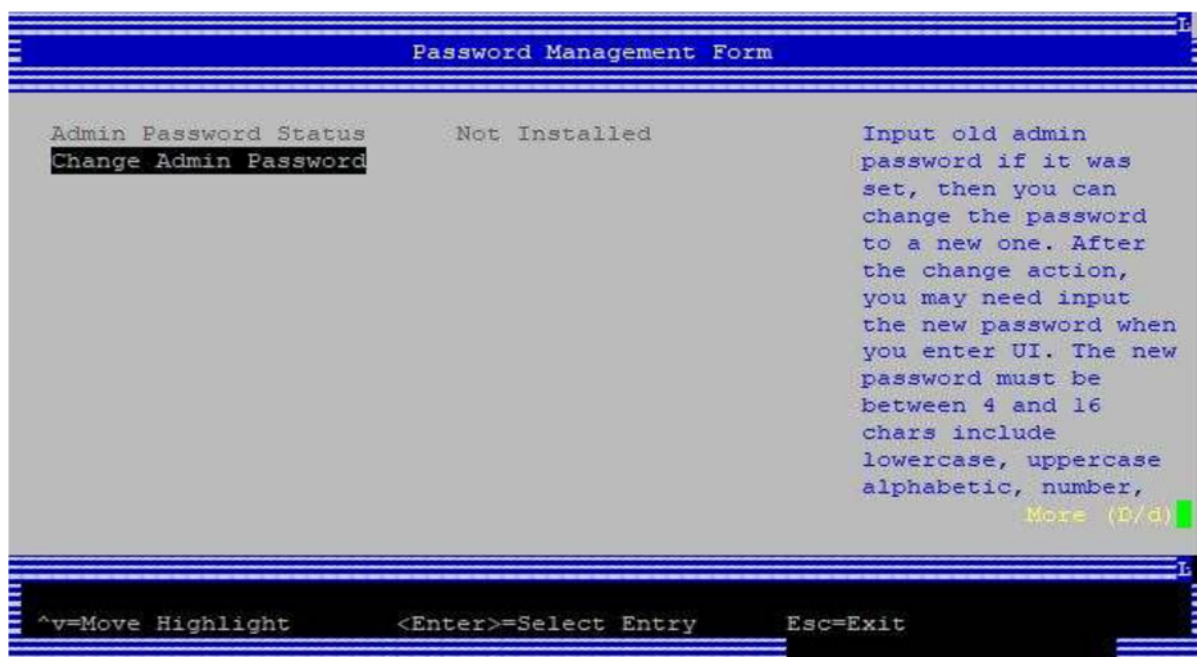 Password Management Form
Admin Password Status Not Installed
Change Admin Password
Input old admin
password if it was
set, then you can
change the password
to a new one. After
the change action,
you may need input
the new password when
you enter UI. The new
password must be
between 4 and 16
chars include
lowercase, uppercase
alphabetic, number,
More (D/d)
^v=Move Highlight <Enter>=Select Entry Esc=Exit